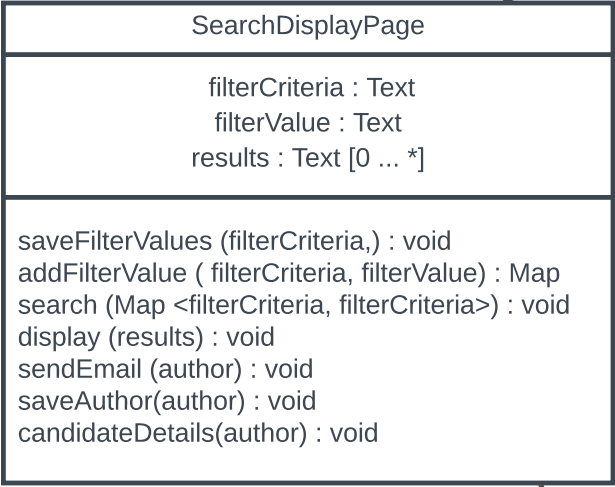 SearchDisplayPage
filterCriteria : Text
filterValue : Text
results : Text [0 ... *]
saveFilterValues (filterCriteria,) : void
addFilterValue ( filterCriteria, filterValue) : Map
search (Map <filterCriteria, filterCriteria>) : void
display (results) : void
sendEmail (author) : void
saveAuthor(author) : void
candidateDetails(author) : void